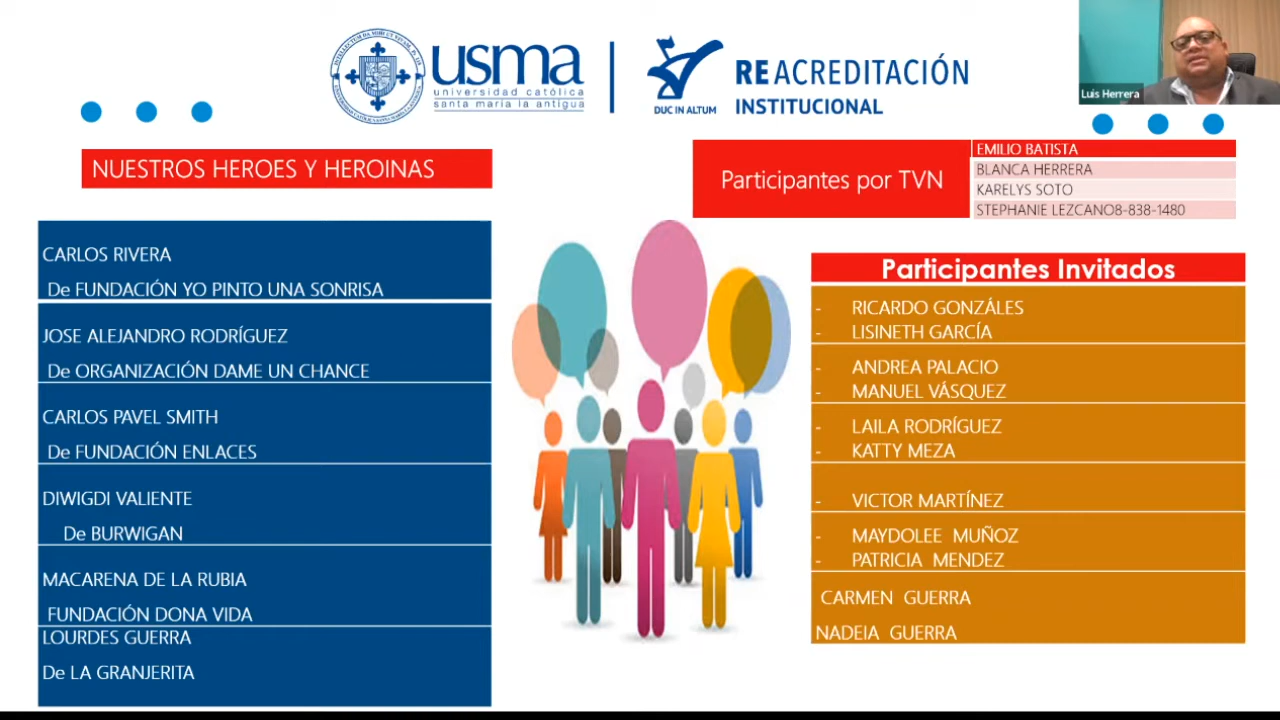 usma
universidad católica
santa maría la antigua
DUC IN ALTUM
REACREDITACIÓN
INSTITUCIONAL
Luis Herrera
NUESTROS HEROES Y HEROINAS
CARLOS RIVERA
De FUNDACIÓN YO PINTO UNA SONRISA
JOSE ALEJANDRO RODRÍGUEZ
De ORGANIZACIÓN DAME UN CHANCE
CARLOS PAVEL SMITH
De FUNDACIÓN ENLACES
DIWIGDI VALIENTE
De BURWIGAN
MACARENA DE LA RUBIA
FUNDACIÓN DONA VIDA
LOURDES GUERRA
De LA GRANJERITA
Participantes por TVN
EMILIO BATISTA
BLANCA HERRERA
KARELYS SOTO
STEPHANIE LEZCANO8-838-1480
Participantes Invitados
- RICARDO GONZÁLES
- LISINETH GARCÍA
- ANDREA PALACIO
- MANUEL VÁSQUEZ
- LAILA RODRÍGUEZ
- KATTY MEZA
- VICTOR MARTÍNEZ
- MAYDOLEE MUÑOZ
- PATRICIA MENDEZ
CARMEN GUERRA
NADEIA GUERRA